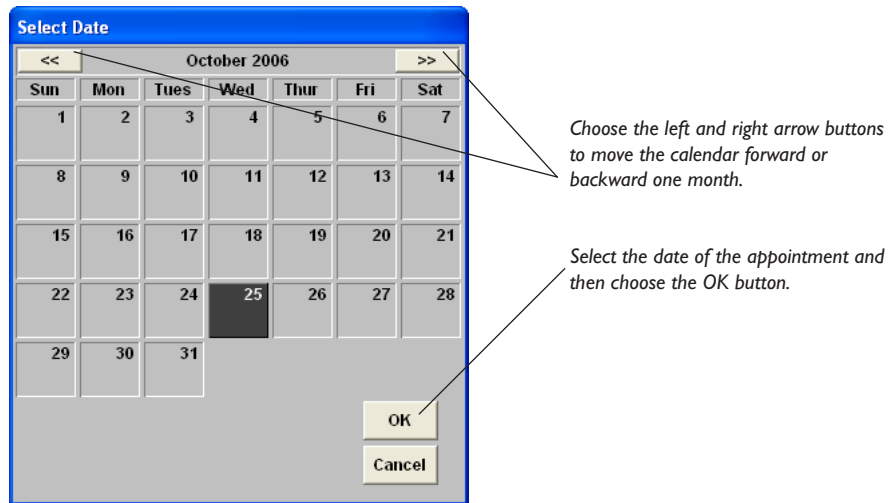 Select Date
<< October 2006 >>
Sun Mon Tues Wed Thur Fri Sat
1 2 3 4 5 6 7
8 9 10 11 12 13 14
15 16 17 18 19 20 21
22 23 24 25 26 27 28
29 30 31
OK
Cancel
Choose the left and right arrow buttons
to move the calendar forward or
backward one month.
Select the date of the appointment and
then choose the OK button.